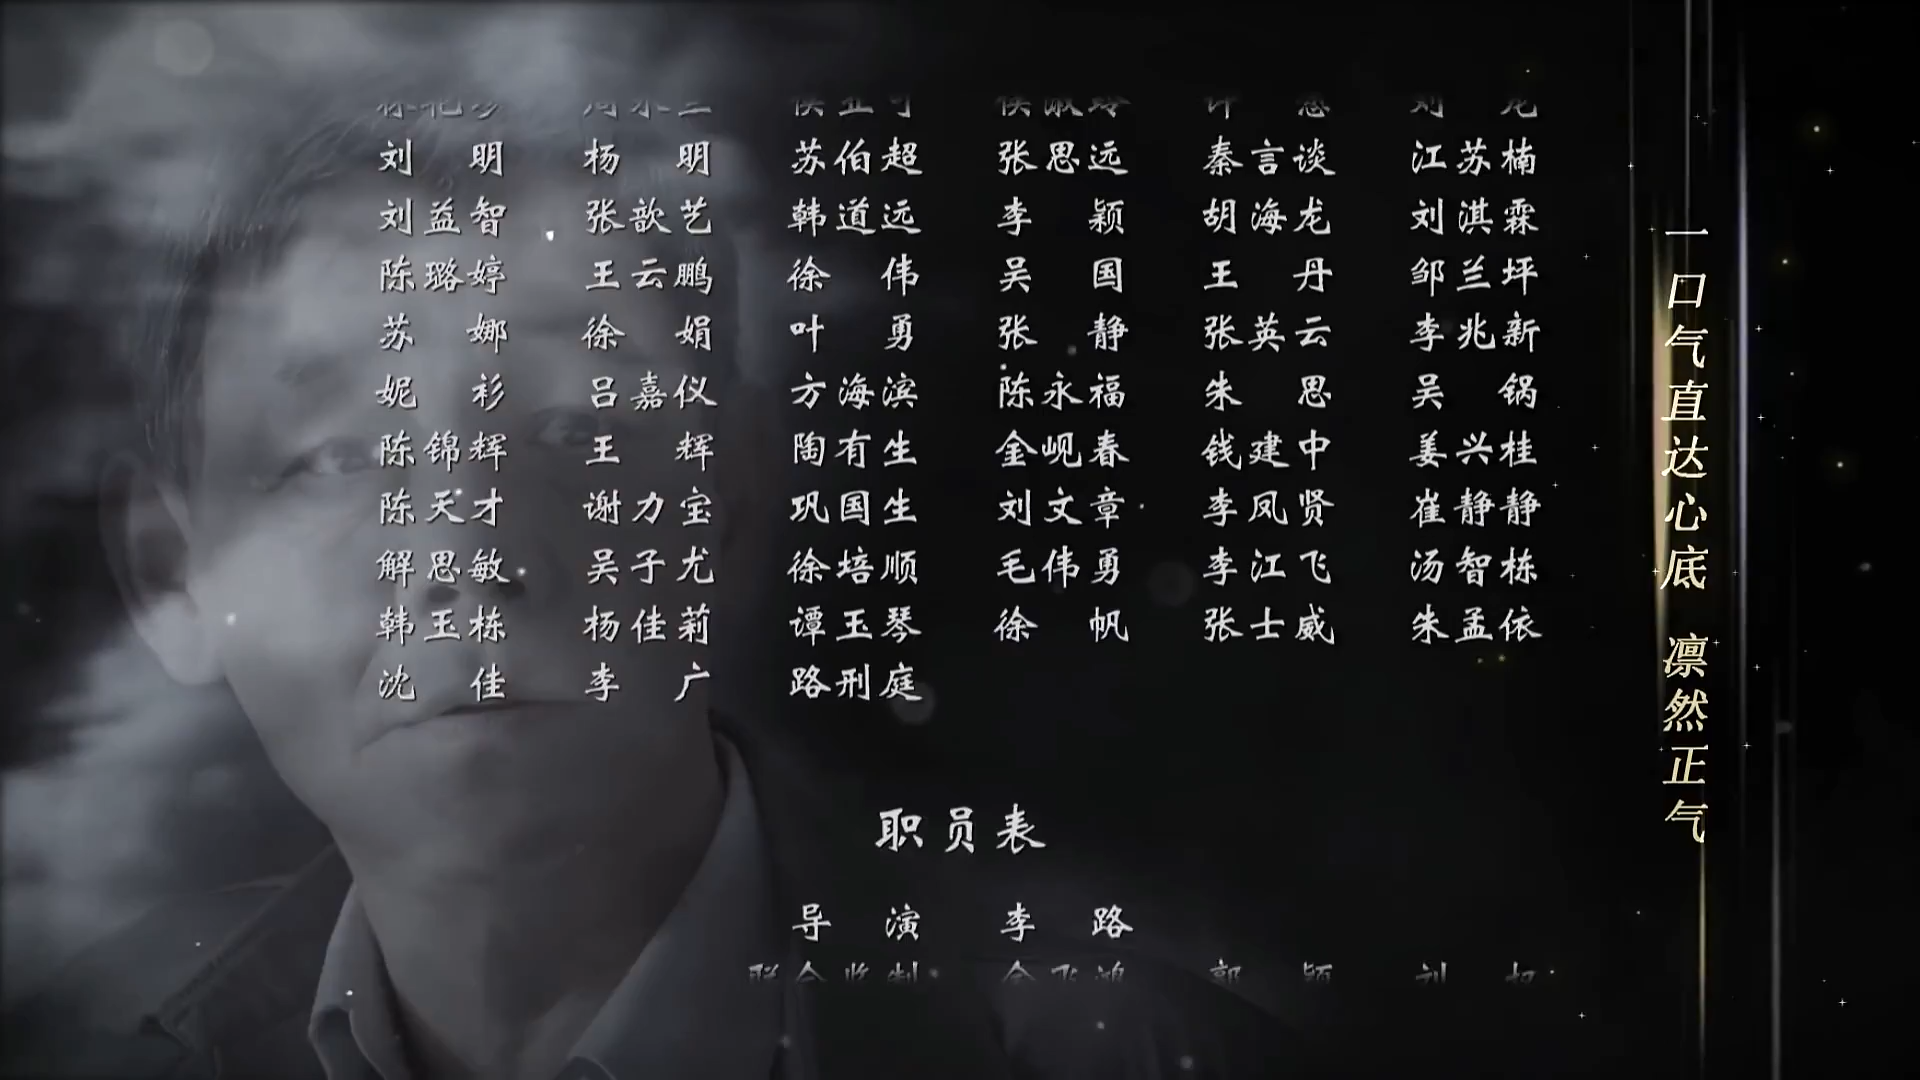 刘明 杨明 苏伯超 张思远 秦言谈 江苏楠
刘益智 张歆艺 韩道远 李颖 胡海龙 刘淇霖
陈璐婷 王云鹏 徐伟 吴国 王丹 邹兰坪
苏娜 徐娟 叶勇 张静 张英云 李兆新
妮衫 吕嘉仪 方海滨 陈永福 朱思 吴锅
陈锦辉 王辉 陶有生 金岘春 钱建中 姜兴桂
陈天才 谢力宝 巩国生 刘文章 李凤贤 崔静静
解思敏 吴子尤 徐培顺 毛伟勇 李江飞 汤智栋
韩玉栋 杨佳莉 谭玉琴 徐帆 张士威 朱孟依
沈佳 李广 路刑庭
职员表
导演 李路
一口气直达心底 凛然正气